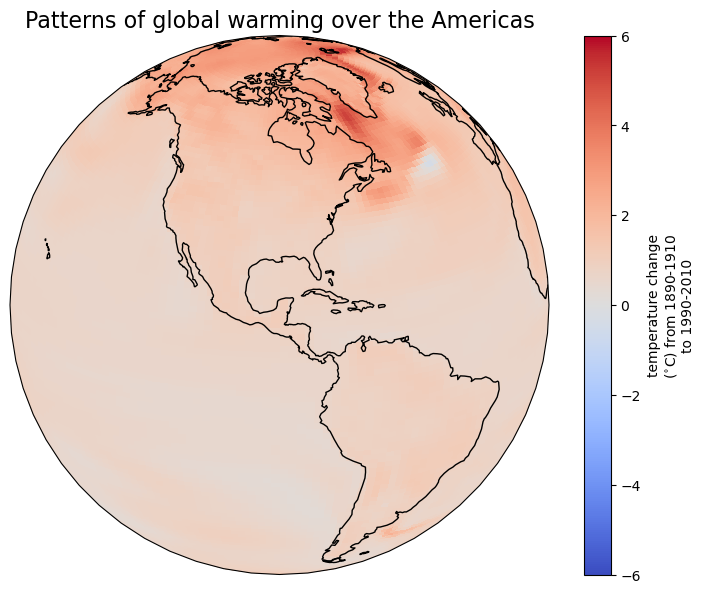 Patterns of global warming over the Americas
6
4
2
0
−2
−4
−6
temperature change
(°C) from 1890-1910
to 1990-2010